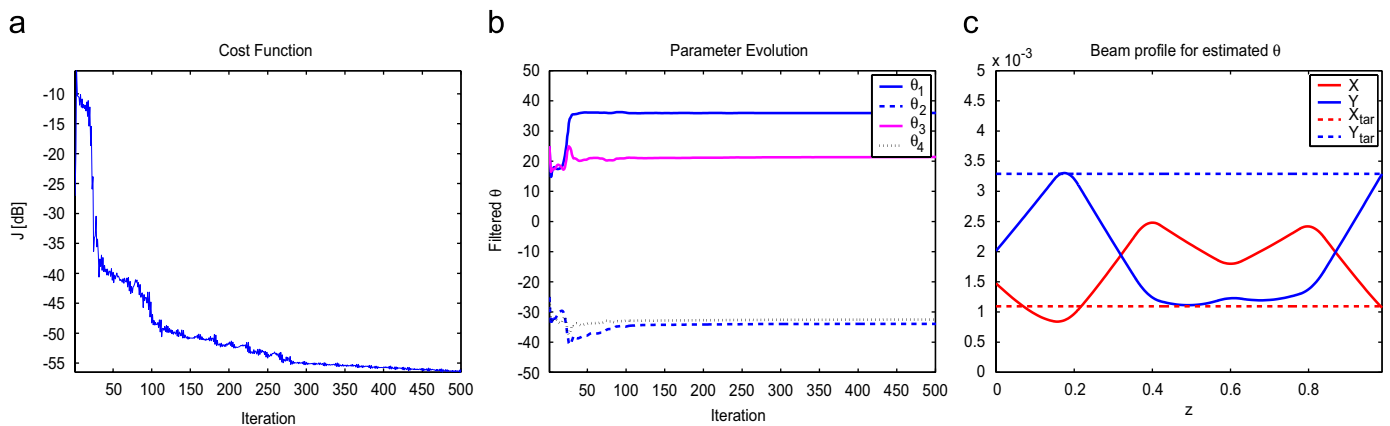 a
Cost Function
-10
-15
-20
-25
-30
-35
-40
-45
-50
-55
J [dB]
50 100 150 200 250 300 350 400 450 500
Iteration
b
Parameter Evolution
50
40
30
20
10
0
-10
-20
-30
-40
-50
Filtered θ
θ1
θ2
θ3
θ4
50 100 150 200 250 300 350 400 450 500
Iteration
c
Beam profile for estimated θ
x 10-3
5
4.5
4
3.5
3
2.5
2
1.5
1
0.5
0
X
Y
Xtar
Ytar
0 0.2 0.4 0.6 0.8
z